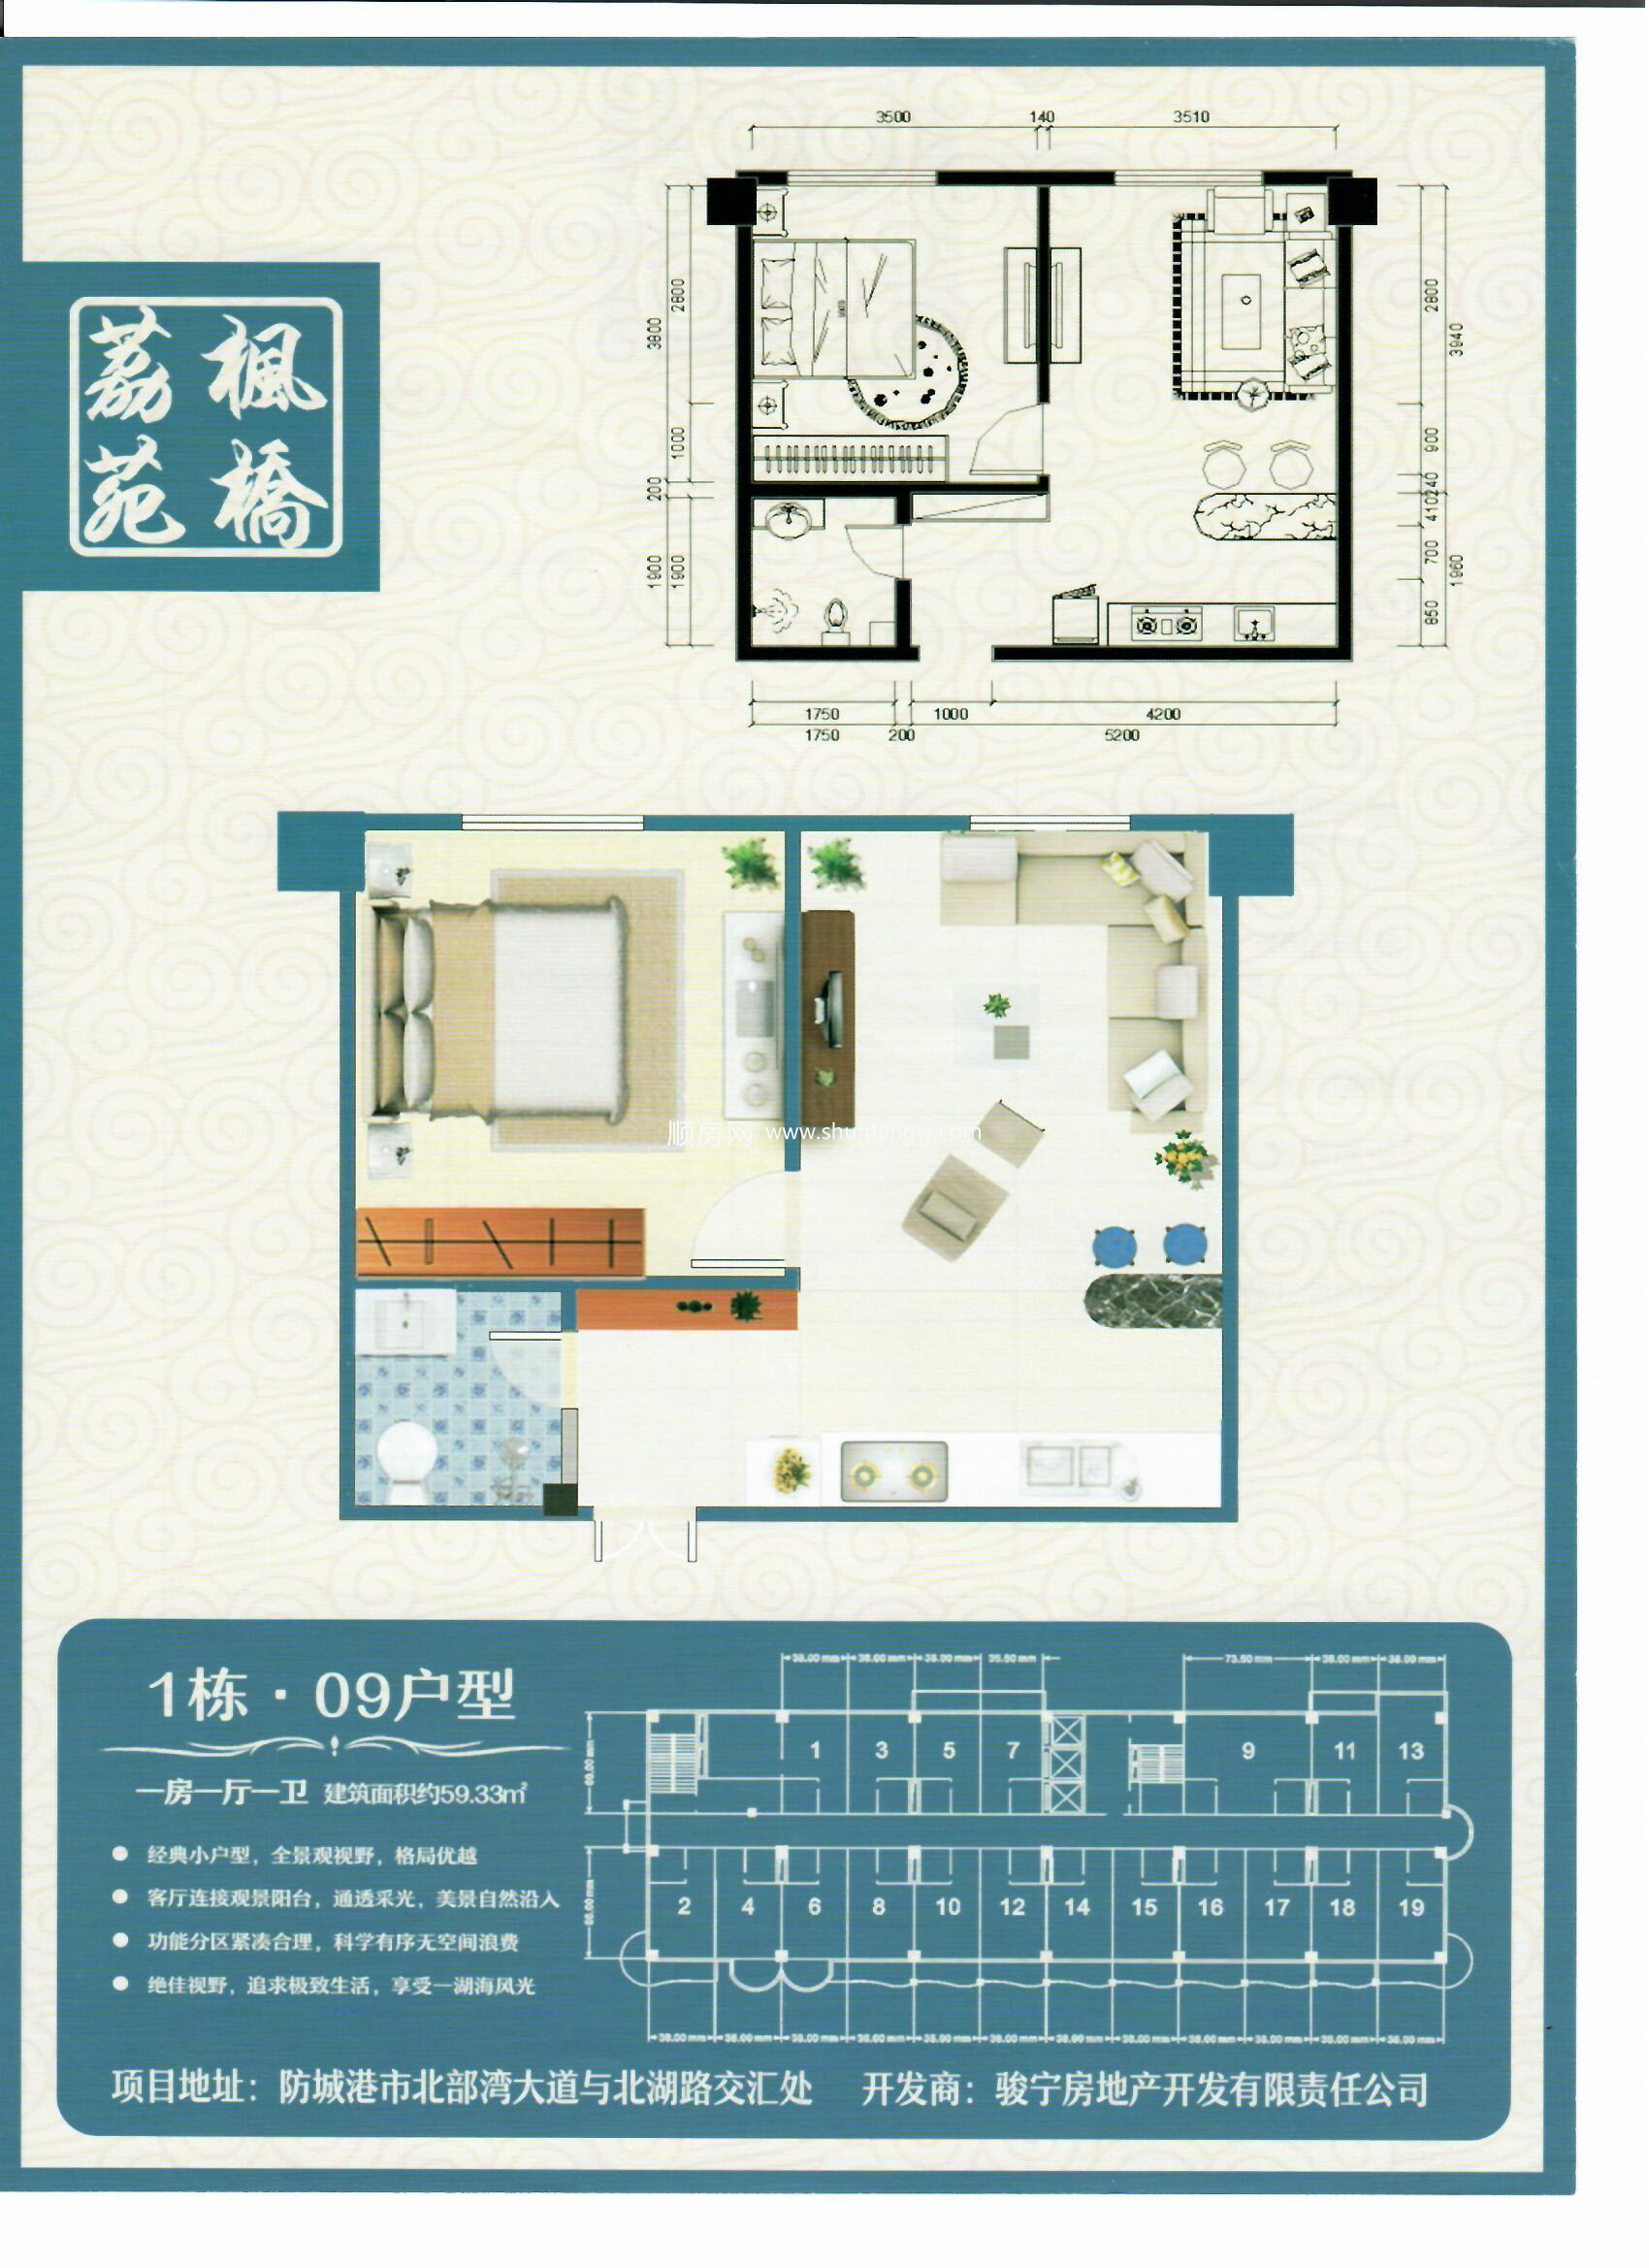 3500 140 3510
荔 楓
苑 橋
3800
2800
1000
200
1900
1900
2800
3940
900
240
410
700
1960
850
1750 1000 4200
1750 200 5200
顺房网 www.shunfangw.com
1栋·09户型
一房一厅一卫 建筑面积约59.33㎡
● 经典小户型，全景观视野，格局优越
● 客厅连接观景阳台，通透采光，美景自然沿入
● 功能分区紧凑合理，科学有序无空间浪费
● 绝佳视野，追求极致生活，享受一湖海风光
73.50 mm
1 3 5 7 9 11 13
2 4 6 8 10 12 14 15 16 17 18 19
项目地址：防城港市北部湾大道与北湖路交汇处 开发商：骏宁房地产开发有限责任公司